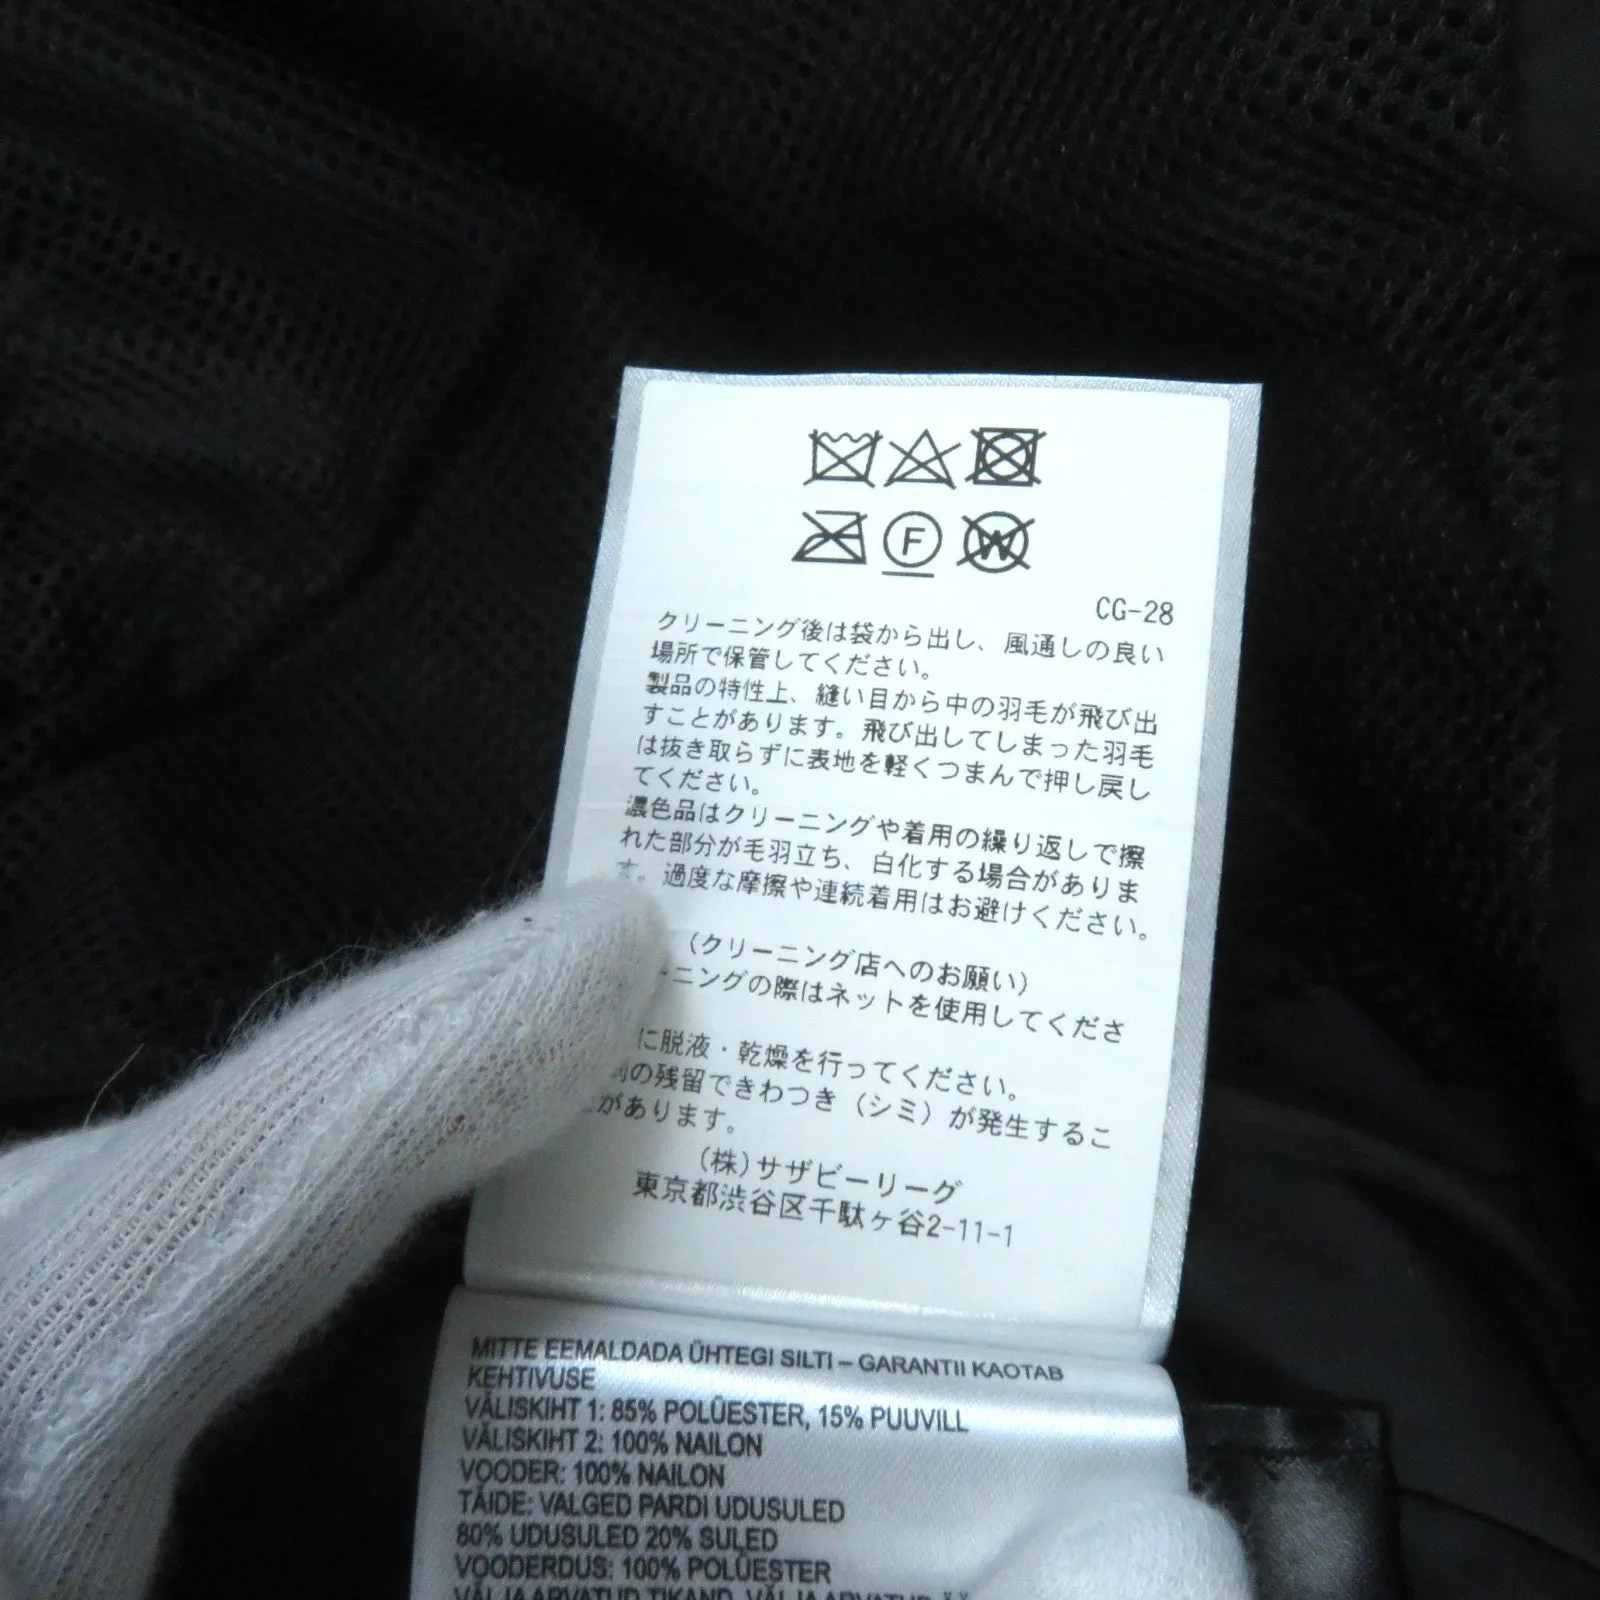 F W
CG-28
クリーニング後は袋から出し、風通しの良い
場所で保管してください。
製品の特性上、縫い目から中の羽毛が飛び出
すことがあります。飛び出してしまった羽毛
は抜き取らずに表地を軽くつまんで押し戻し
てください。
濃色品はクリーニングや着用の繰り返しで擦
れた部分が毛羽立ち、白化する場合がありま
す。過度な摩擦や連続着用はお避けください。
(クリーニング店へのお願い)
ーニングの際はネットを使用してくださ
に脱液・乾燥を行ってください。
の残留できわつき(シミ)が発生するこ
があります。
(株)サザビーリーグ
東京都渋谷区千駄ヶ谷2-11-1
MITTE EEMALDADA ÜHTEGI SILTI – GARANTII KAOTAB
KEHTIVUSE
VÄLISKIHT 1: 85% POLÜESTER, 15% PUUVILL
VÄLISKIHT 2: 100% NAILON
VOODER: 100% NAILON
TÄIDE: VALGED PARDI UDUSULED
80% UDUSULED 20% SULED
VOODERDUS: 100% POLÜESTER